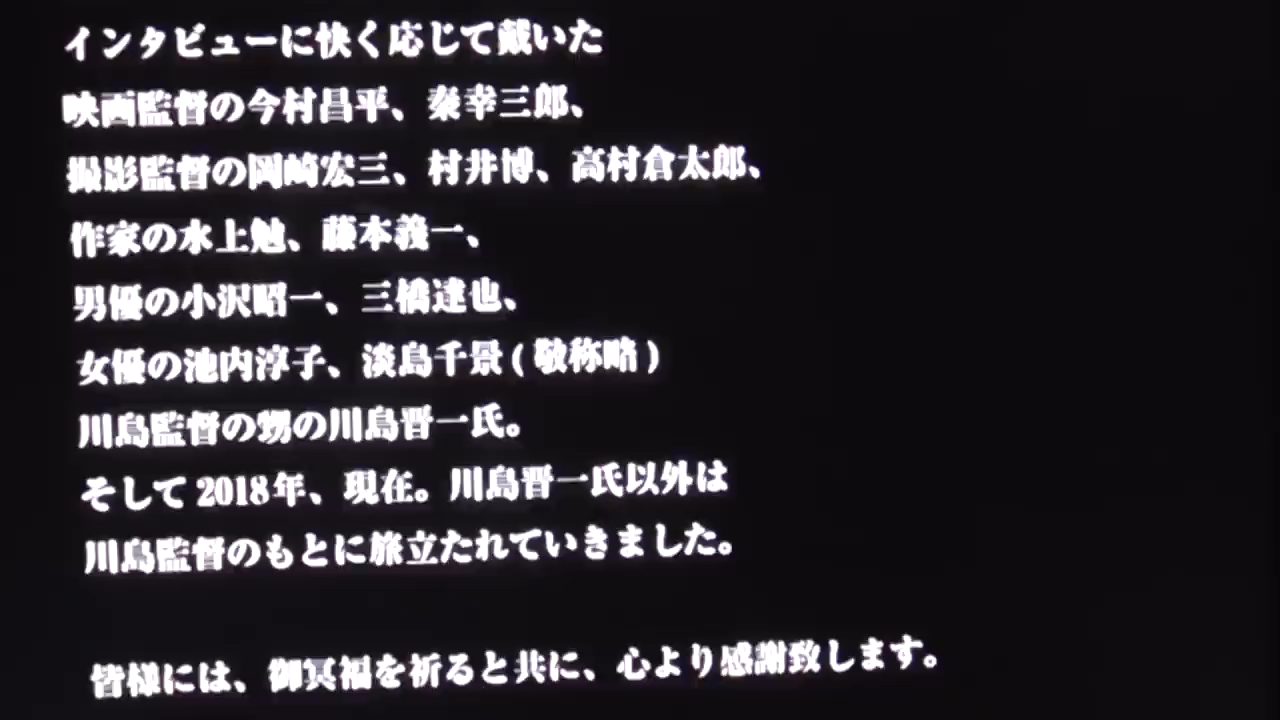 インタビューに快く応じて戴いた
映画監督の今村昌平、秦幸三郎、
撮影監督の岡崎宏三、村井博、高村倉太郎、
作家の水上勉、藤本義一、
男優の小沢昭一、三橋達也、
女優の池内淳子、淡島千景 ( 敬称略 )
川島監督の甥の川島晋一氏。
そして 2018年、現在。川島晋一氏以外は
川島監督のもとに旅立たれていきました。
皆様には、御冥福を祈ると共に、心より感謝致します。